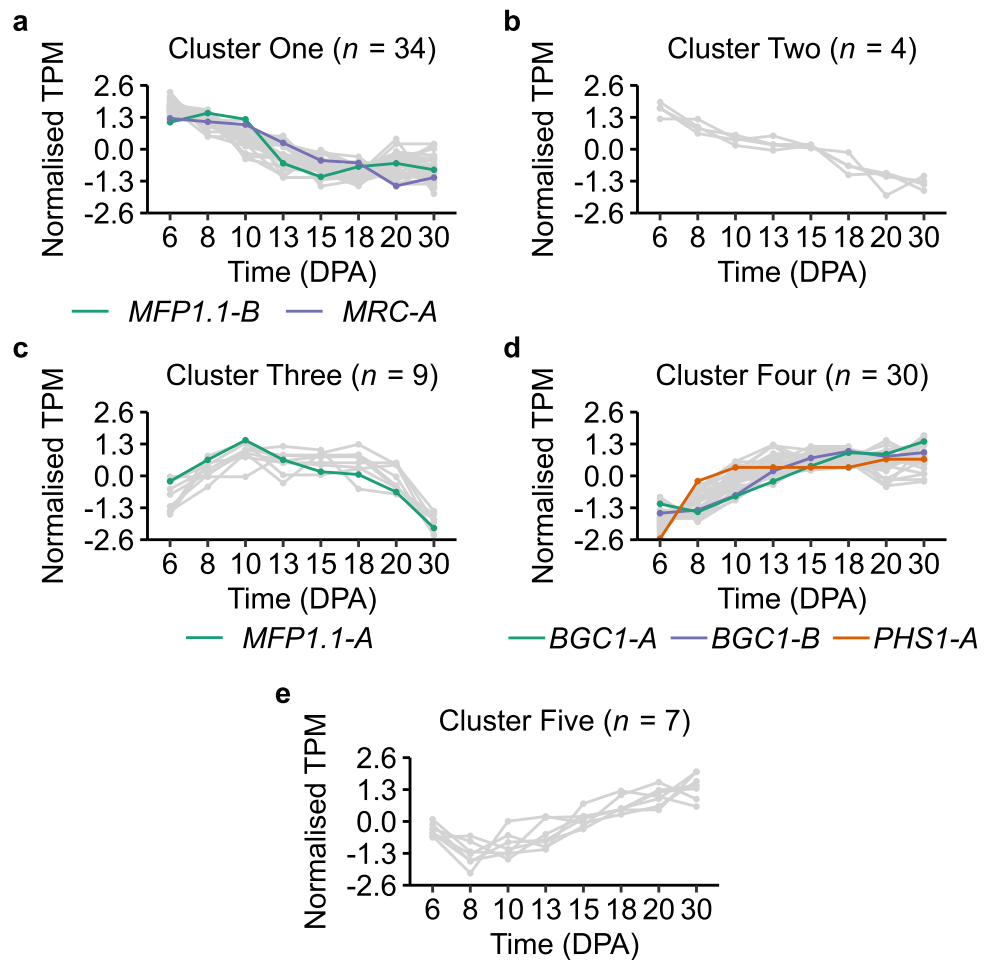 a
Cluster One (n = 34)
Normalised TPM
2.6
1.3
0.0
-1.3
-2.6
6 8 10 13 15 18 20 30
Time (DPA)
MFP1.1-B MRC-A
b
Cluster Two (n = 4)
Normalised TPM
2.6
1.3
0.0
-1.3
-2.6
6 8 10 13 15 18 20 30
Time (DPA)
c
Cluster Three (n = 9)
Normalised TPM
2.6
1.3
0.0
-1.3
-2.6
6 8 10 13 15 18 20 30
Time (DPA)
MFP1.1-A
d
Cluster Four (n = 30)
Normalised TPM
2.6
1.3
0.0
-1.3
-2.6
6 8 10 13 15 18 20 30
Time (DPA)
BGC1-A BGC1-B PHS1-A
e
Cluster Five (n = 7)
Normalised TPM
2.6
1.3
0.0
-1.3
-2.6
6 8 10 13 15 18 20 30
Time (DPA)